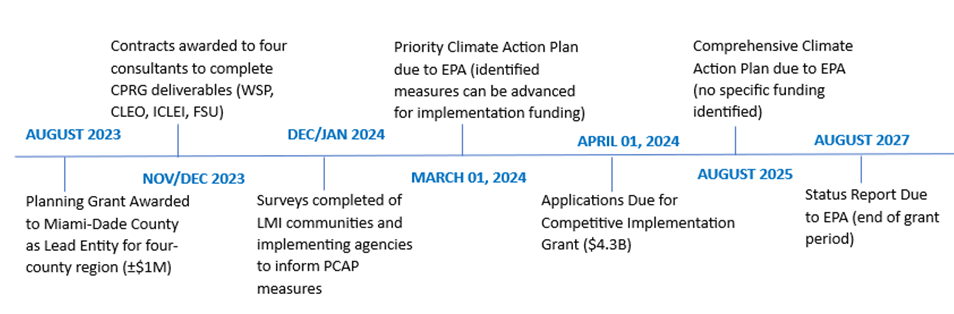 Contracts awarded to four
consultants to complete
CPRG deliverables (WSP,
CLEO, ICLEI, FSU)
Priority Climate Action Plan
due to EPA (identified
measures can be advanced
for implementation funding)
Comprehensive Climate
Action Plan due to EPA
(no specific funding
identified)
AUGUST 2023
DEC/JAN 2024
APRIL 01, 2024
AUGUST 2027
NOV/DEC 2023
MARCH 01, 2024
AUGUST 2025
Planning Grant Awarded
to Miami-Dade County
as Lead Entity for four-
county region (±$1M)
Surveys completed of
LMI communities and
implementing agencies
to inform PCAP
measures
Applications Due for
Competitive Implementation
Grant ($4.3B)
Status Report Due
to EPA (end of grant
period)